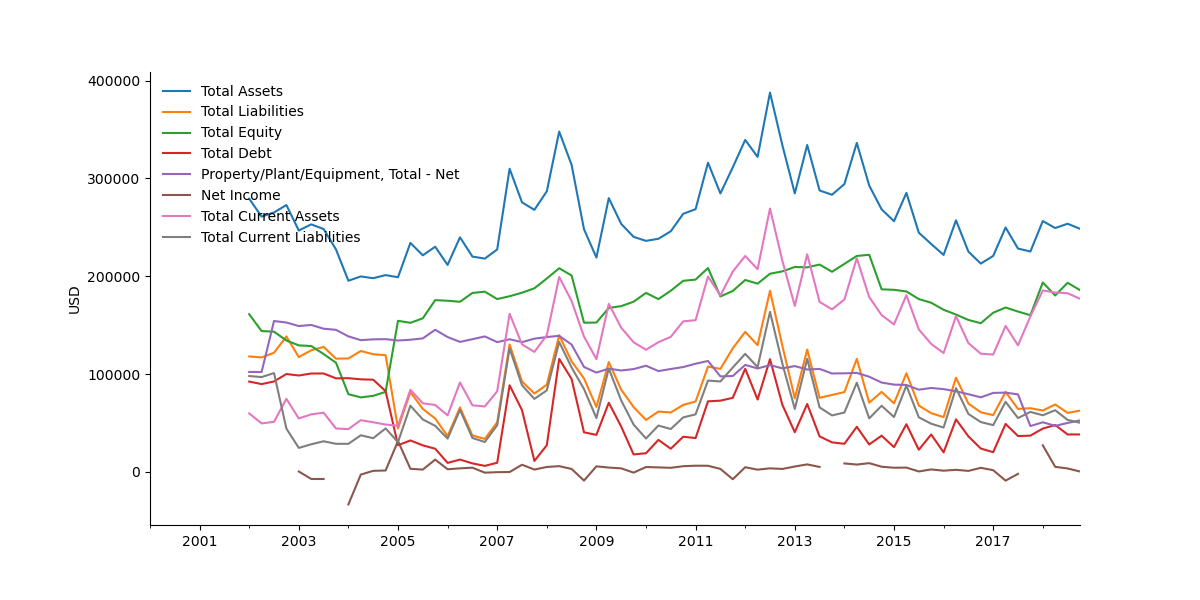 400000
300000
200000
100000
0
USD
Total Assets
Total Liabilities
Total Equity
Total Debt
Property/Plant/Equipment, Total - Net
Net Income
Total Current Assets
Total Current Liabilities
2001 2003 2005 2007 2009 2011 2013 2015 2017